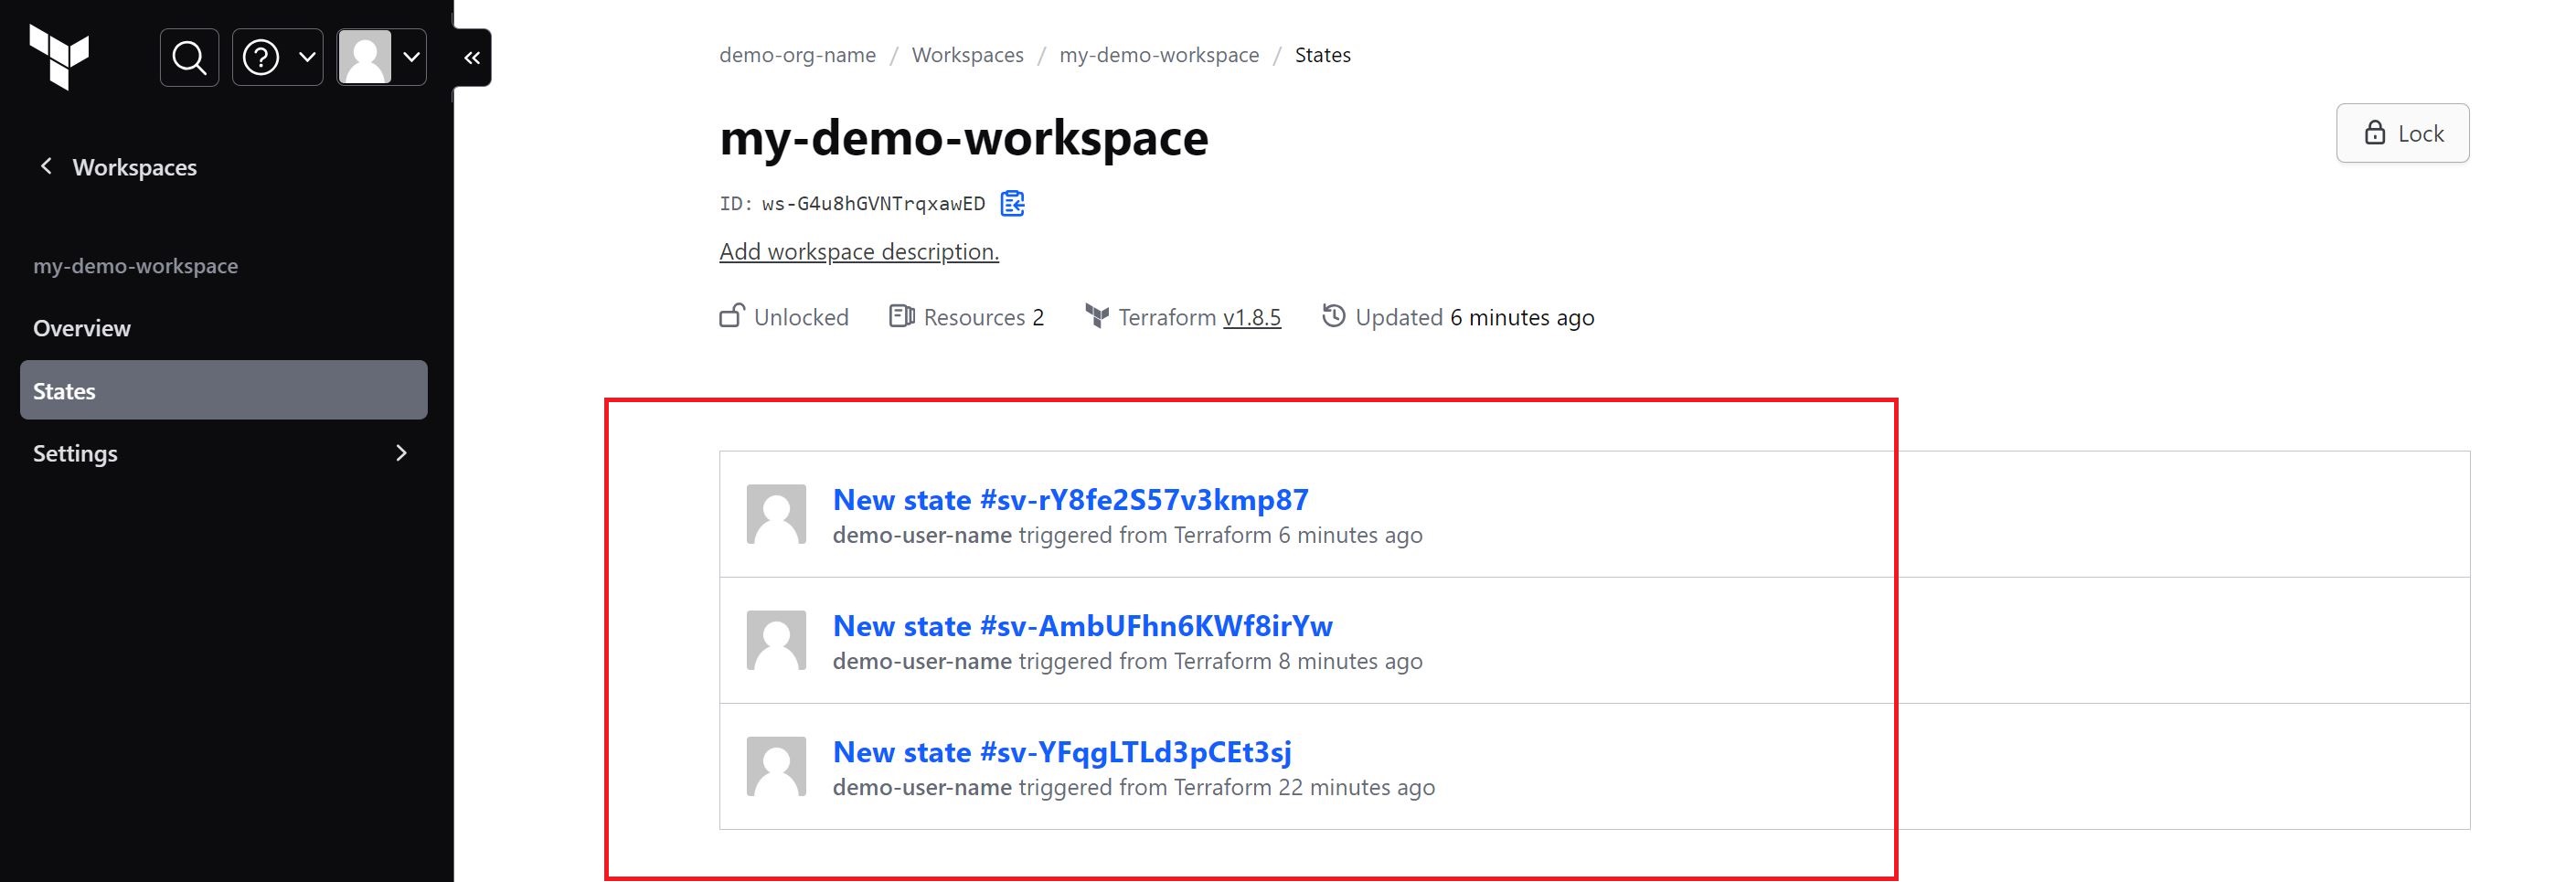 Workspaces
my-demo-workspace
Overview
States
Settings
demo-org-name / Workspaces / my-demo-workspace / States
my-demo-workspace
Lock
ID: ws-G4u8hGVNTrqxawED
Add workspace description.
Unlocked Resources 2 Terraform v1.8.5 Updated 6 minutes ago
New state #sv-rY8fe2S57v3kmp87
demo-user-name triggered from Terraform 6 minutes ago
New state #sv-AmbUFhn6KWf8irYw
demo-user-name triggered from Terraform 8 minutes ago
New state #sv-YFqgLTLd3pCEt3sj
demo-user-name triggered from Terraform 22 minutes ago